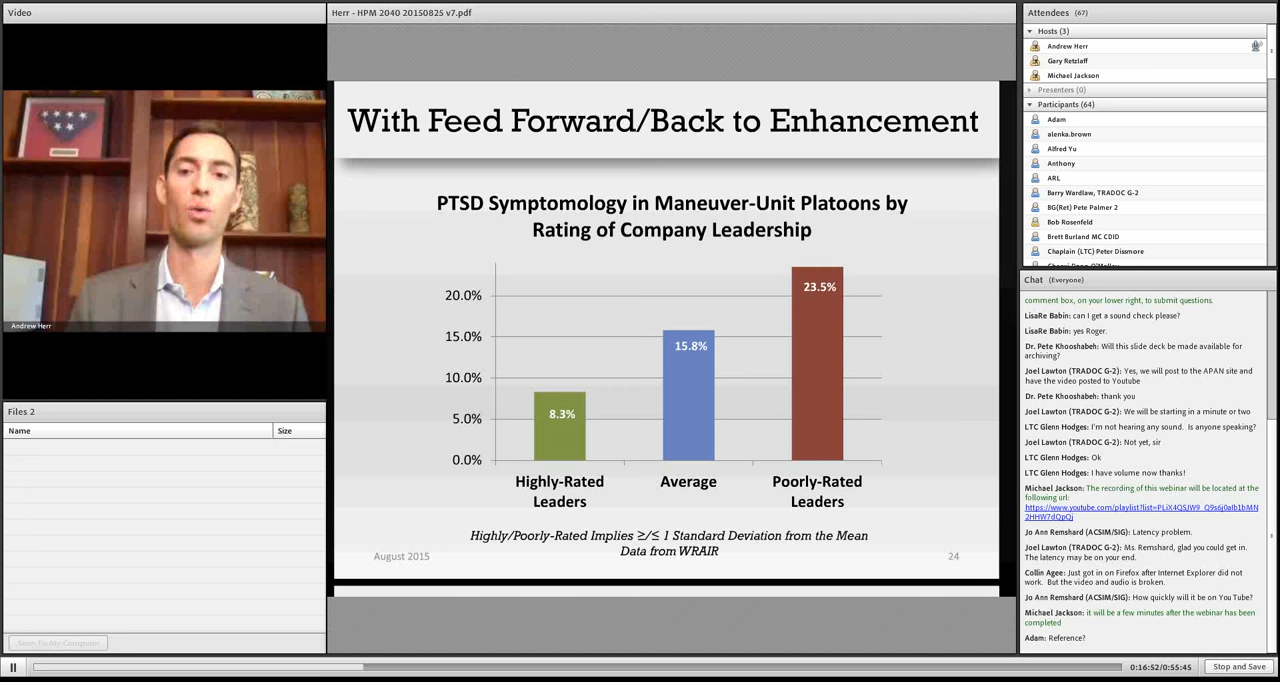 Video
Andrew Herr
Files 2
Name
Size
Save To My Computer
Herr - HPM 2040 20150825 v7.pdf
With Feed Forward/Back to Enhancement
PTSD Symptomology in Maneuver-Unit Platoons by
Rating of Company Leadership
20.0%
15.0%
10.0%
5.0%
0.0%
8.3%
15.8%
23.5%
Highly-Rated
Leaders
Average
Poorly-Rated
Leaders
Highly/Poorly-Rated Implies ≥/≤ 1 Standard Deviation from the Mean
Data from WRAIR
August 2015
24
Attendees (67)
Hosts (3)
Andrew Herr
Gary Retzlaff
Michael Jackson
Presenters (0)
Participants (64)
Adam
alenka.brown
Alfred Yu
Anthony
ARL
Barry Wardlaw, TRADOC G-2
BG(Ret) Pete Palmer 2
Bob Rosenfeld
Brett Burland MC CDID
Chaplain (LTC) Peter Dissmore
Chat (Everyone)
comment box, on your lower right, to submit questions.
LisaRe Babin: can I get a sound check please?
LisaRe Babin: yes Roger.
Dr. Pete Khooshabeh: Will this slide deck be made available for
archiving?
Joel Lawton (TRADOC G-2): Yes, we will post to the APAN site and
have the video posted to Youtube
Dr. Pete Khooshabeh: thank you
Joel Lawton (TRADOC G-2): We will be starting in a minute or two
LTC Glenn Hodges: I'm not hearing any sound. Is anyone speaking?
Joel Lawton (TRADOC G-2): Not yet, sir
LTC Glenn Hodges: Ok
LTC Glenn Hodges: I have volume now thanks!
Michael Jackson: The recording of this webinar will be located at the
following url:
Jo Ann Remshard (ACSIM/SIG): Latency problem.
Joel Lawton (TRADOC G-2): Ms. Remshard, glad you could get in.
The latency may be on your end.
Collin Agee: Just got in on Firefox after Internet Explorer did not
work. But the video and audio is broken.
Jo Ann Remshard (ACSIM/SIG): How quickly will it be on You Tube?
Michael Jackson: it will be a few minutes after the webinar has been
completed
Adam: Reference?
0:16:52/0:55:45
Stop and Save